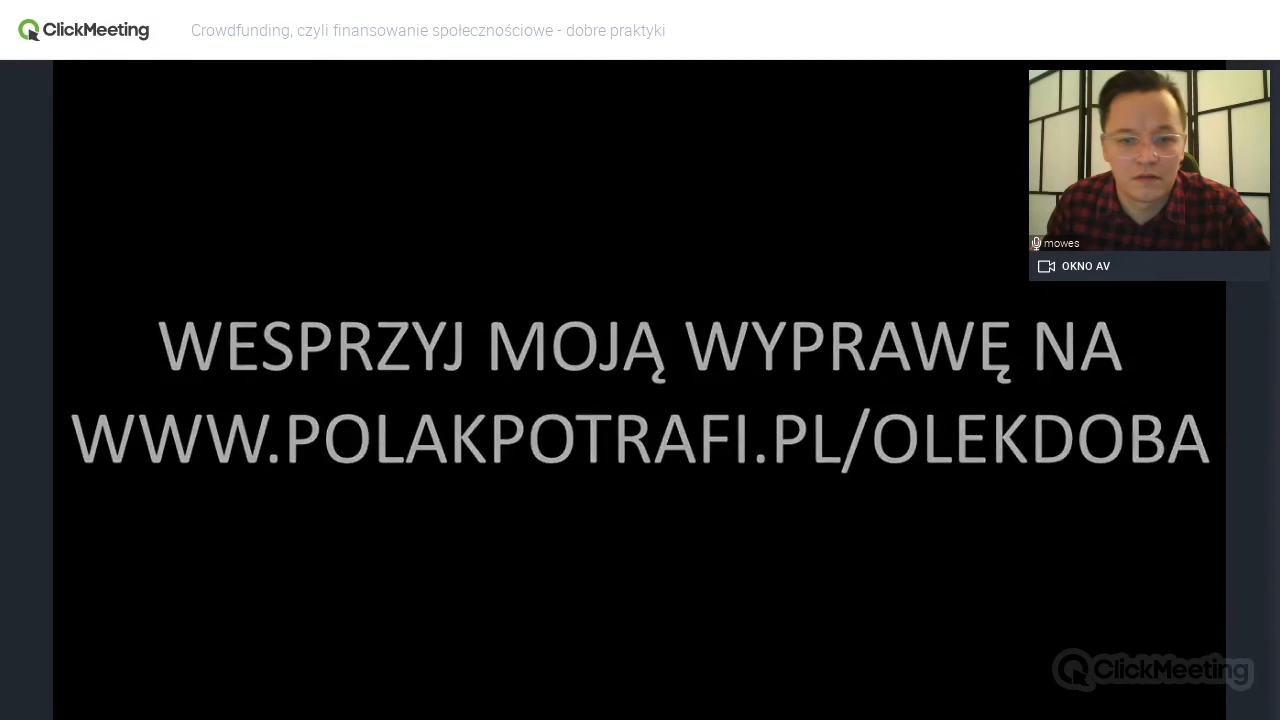 ClickMeeting
Crowdfunding, czyli finansowanie społecznościowe - dobre praktyki
mowes
OKNO AV
WESPRZYJ MOJĄ WYPRAWĘ NA
WWW.POLAKPOTRAFI.PL/OLEKDOBA
ClickMeeting